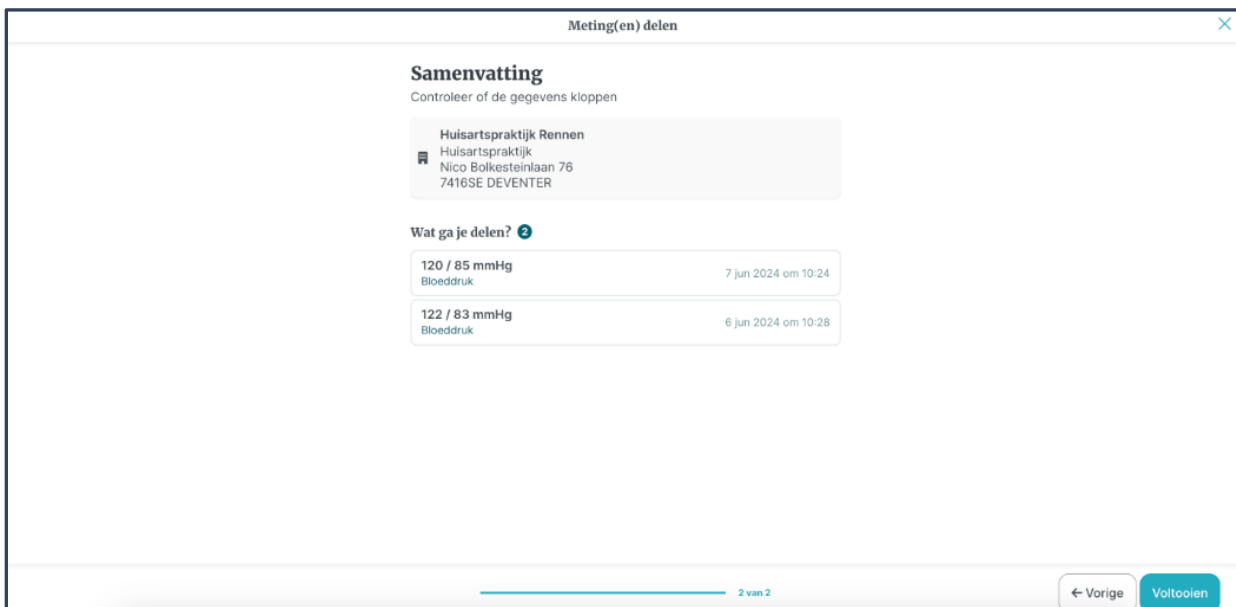 Meting(en) delen
Samenvatting
Controleer of de gegevens kloppen
Huisartspraktijk Rennen
Huisartspraktijk
Nico Bolkesteinlaan 76
7416SE DEVENTER
Wat ga je delen? 2
120 / 85 mmHg
Bloeddruk
7 jun 2024 om 10:24
122 / 83 mmHg
Bloeddruk
6 jun 2024 om 10:28
2 van 2
← Vorige
Voltooien